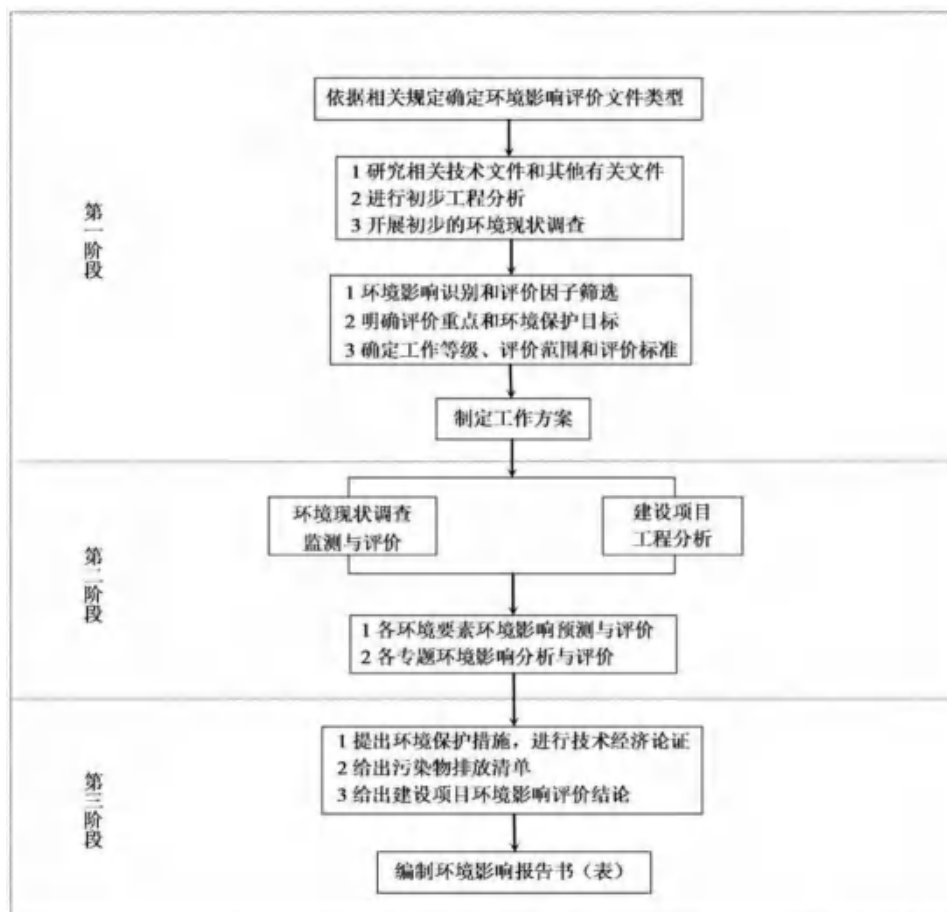 依据相关规定确定环境影响评价文件类型
1 研究相关技术文件和其他有关文件
2 进行初步工程分析
3 开展初步的环境现状调查
第一阶段
1 环境影响识别和评价因子筛选
2 明确评价重点和环境保护目标
3 确定工作等级、评价范围和评价标准
制定工作方案
环境现状调查
监测与评价
建设项目
工程分析
第二阶段
1 各环境要素环境影响预测与评价
2 各专题环境影响分析与评价
1 提出环境保护措施，进行技术经济论证
2 给出污染物排放清单
3 给出建设项目环境影响评价结论
第三阶段
编制环境影响报告书（表）